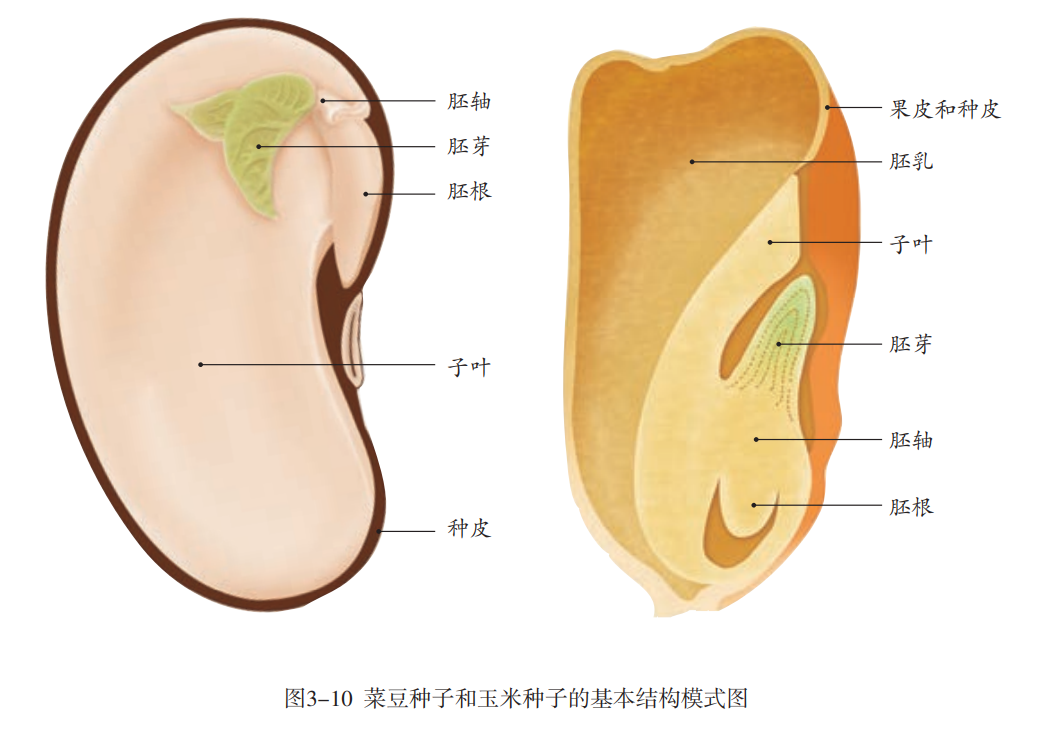 胚轴
胚芽
胚根
子叶
种皮
果皮和种皮
胚乳
子叶
胚芽
胚轴
胚根
图3-10 菜豆种子和玉米种子的基本结构模式图